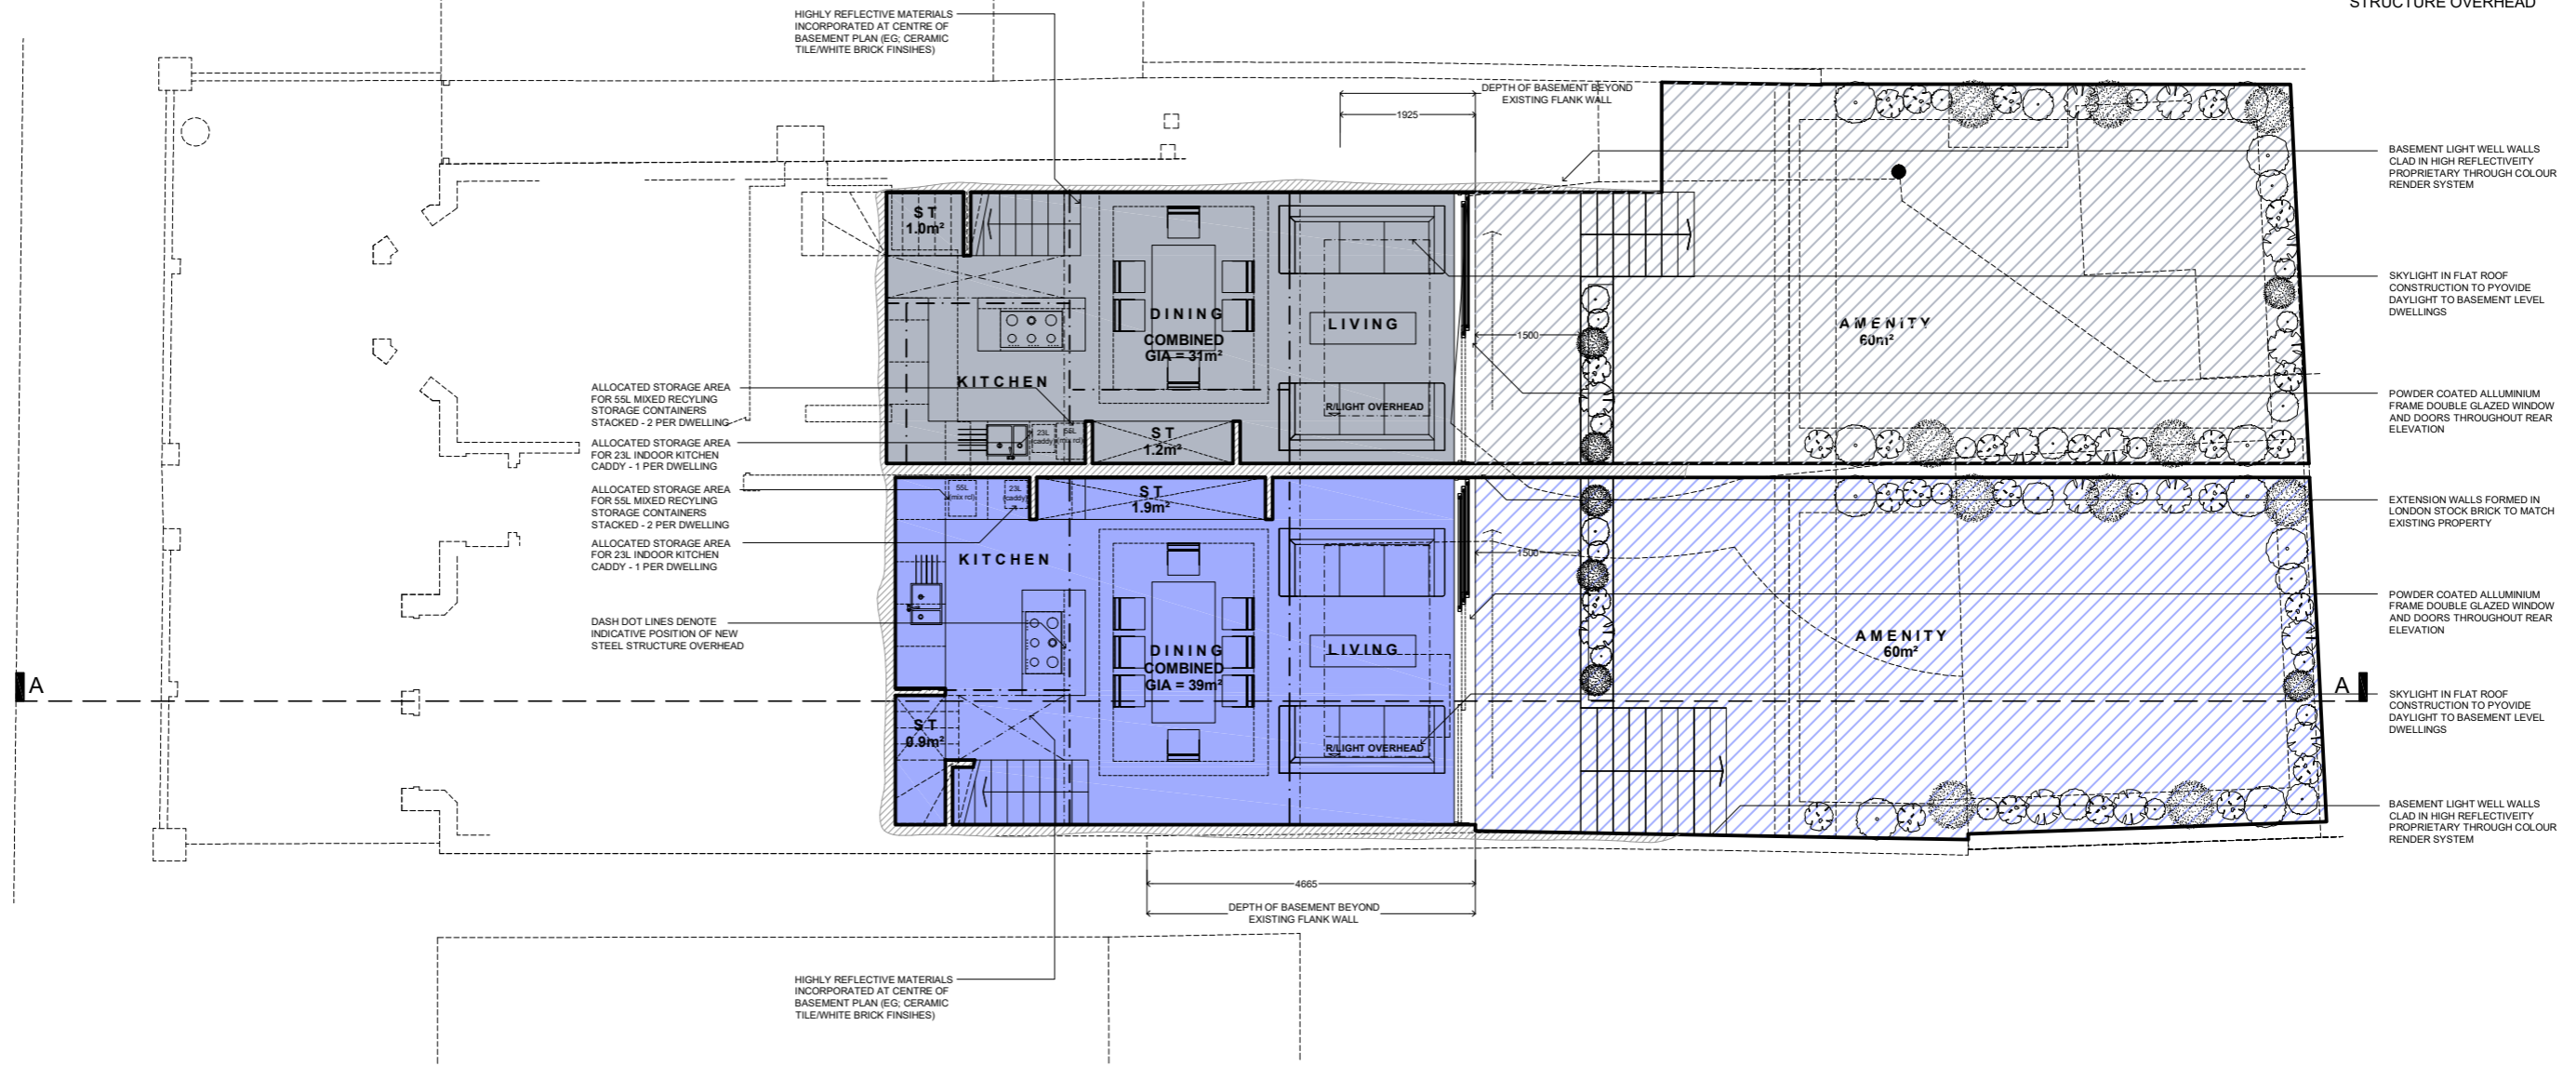 STRUCTURE OVERHEAD
HIGHLY REFLECTIVE MATERIALS
INCORPORATED AT CENTRE OF
BASEMENT PLAN (EG; CERAMIC
TILE/WHITE BRICK FINSIHES)
DEPTH OF BASEMENT BEYOND
EXISTING FLANK WALL
1925
BASEMENT LIGHT WELL WALLS
CLAD IN HIGH REFLECTIVEITY
PROPRIETARY THROUGH COLOUR
RENDER SYSTEM
ST
1.0m²
SKYLIGHT IN FLAT ROOF
CONSTRUCTION TO PYOVIDE
DAYLIGHT TO BASEMENT LEVEL
DWELLINGS
DINING
COMBINED
GIA = 31m²
LIVING
1500
AMENITY
60m²
KITCHEN
R/LIGHT OVERHEAD
ALLOCATED STORAGE AREA
FOR 55L MIXED RECYLING
STORAGE CONTAINERS
STACKED - 2 PER DWELLING
POWDER COATED ALLUMINIUM
FRAME DOUBLE GLAZED WINDOW
AND DOORS THROUGHOUT REAR
ELEVATION
ALLOCATED STORAGE AREA
FOR 23L INDOOR KITCHEN
CADDY - 1 PER DWELLING
23L
(caddy)
55L
(mix rcl)
ST
1.2m²
ALLOCATED STORAGE AREA
FOR 55L MIXED RECYLING
STORAGE CONTAINERS
STACKED - 2 PER DWELLING
55L
(mix rcl)
23L
(caddy)
ST
1.9m²
EXTENSION WALLS FORMED IN
LONDON STOCK BRICK TO MATCH
EXISTING PROPERTY
ALLOCATED STORAGE AREA
FOR 23L INDOOR KITCHEN
CADDY - 1 PER DWELLING
KITCHEN
1500
POWDER COATED ALLUMINIUM
FRAME DOUBLE GLAZED WINDOW
AND DOORS THROUGHOUT REAR
ELEVATION
DASH DOT LINES DENOTE
INDICATIVE POSITION OF NEW
STEEL STRUCTURE OVERHEAD
DINING
COMBINED
GIA = 39m²
LIVING
AMENITY
60m²
A
A
ST
0.9m²
R/LIGHT OVERHEAD
SKYLIGHT IN FLAT ROOF
CONSTRUCTION TO PYOVIDE
DAYLIGHT TO BASEMENT LEVEL
DWELLINGS
BASEMENT LIGHT WELL WALLS
CLAD IN HIGH REFLECTIVEITY
PROPRIETARY THROUGH COLOUR
RENDER SYSTEM
4665
DEPTH OF BASEMENT BEYOND
EXISTING FLANK WALL
HIGHLY REFLECTIVE MATERIALS
INCORPORATED AT CENTRE OF
BASEMENT PLAN (EG; CERAMIC
TILE/WHITE BRICK FINSIHES)